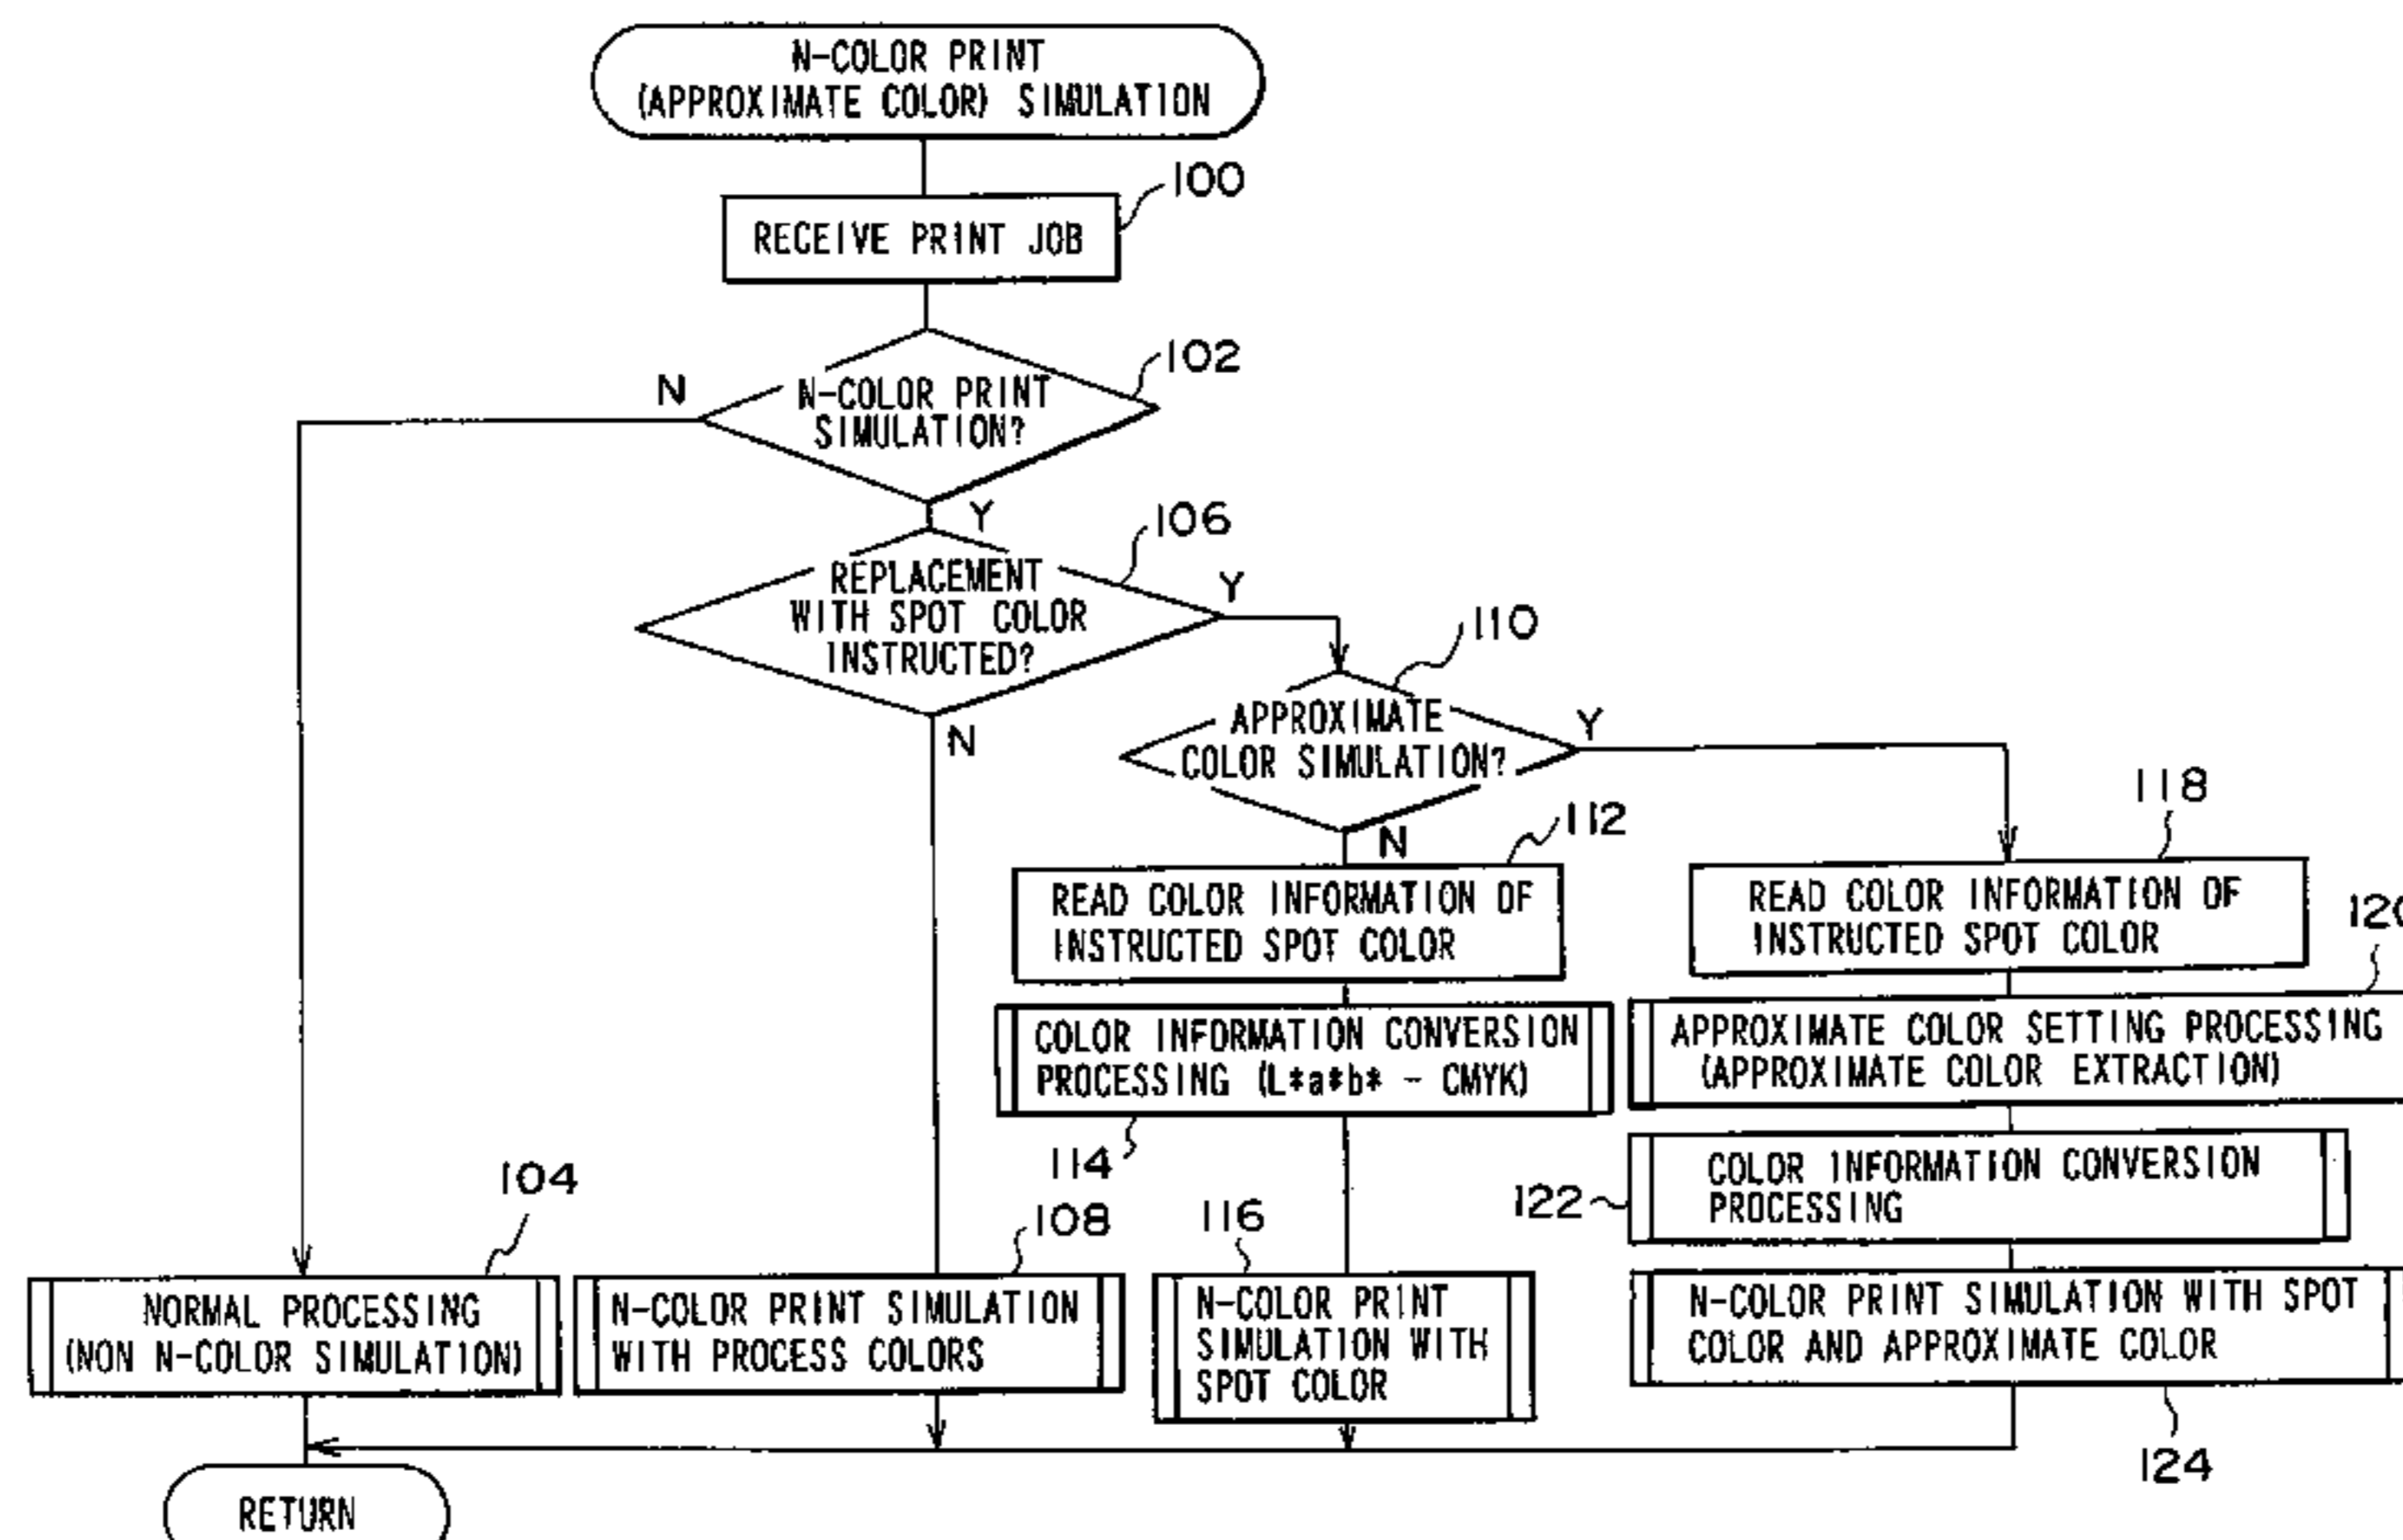 N-COLOR PRINT
(APPROXIMATE COLOR) SIMULATION
100
RECEIVE PRINT JOB
102
N
N-COLOR PRINT
SIMULATION?
Y
106
REPLACEMENT
WITH SPOT COLOR
INSTRUCTED?
Y
N
110
APPROXIMATE
COLOR SIMULATION?
Y
N
112
READ COLOR INFORMATION OF
INSTRUCTED SPOT COLOR
118
READ COLOR INFORMATION OF
INSTRUCTED SPOT COLOR
COLOR INFORMATION CONVERSION
PROCESSING (L*a*b* - CMYK)
114
120
APPROXIMATE COLOR SETTING PROCESSING
(APPROXIMATE COLOR EXTRACTION)
122
COLOR INFORMATION CONVERSION
PROCESSING
104
NORMAL PROCESSING
(NON N-COLOR SIMULATION)
108
N-COLOR PRINT SIMULATION
WITH PROCESS COLORS
116
N-COLOR PRINT
SIMULATION WITH
SPOT COLOR
N-COLOR PRINT SIMULATION WITH SPOT
COLOR AND APPROXIMATE COLOR
124
RETURN